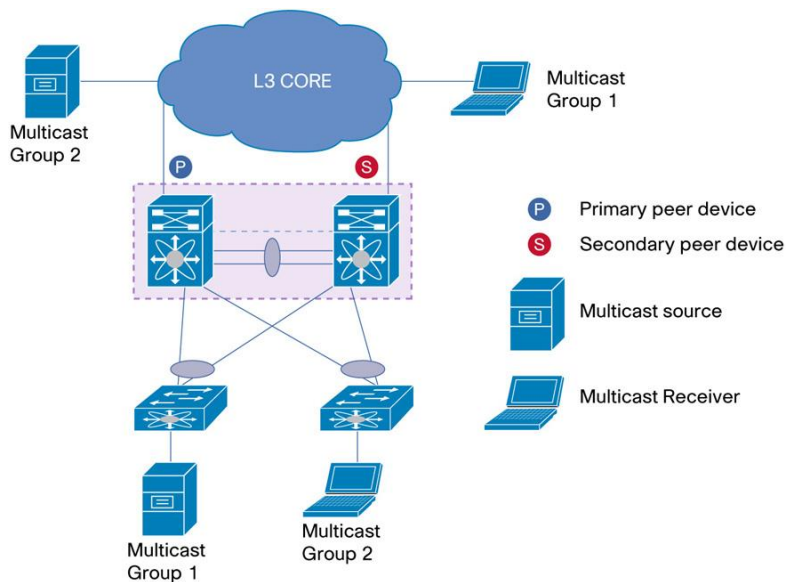 L3 CORE
Multicast
Group 2
Multicast
Group 1
P
S
P Primary peer device
S Secondary peer device
Multicast source
Multicast Receiver
Multicast
Group 1
Multicast
Group 2